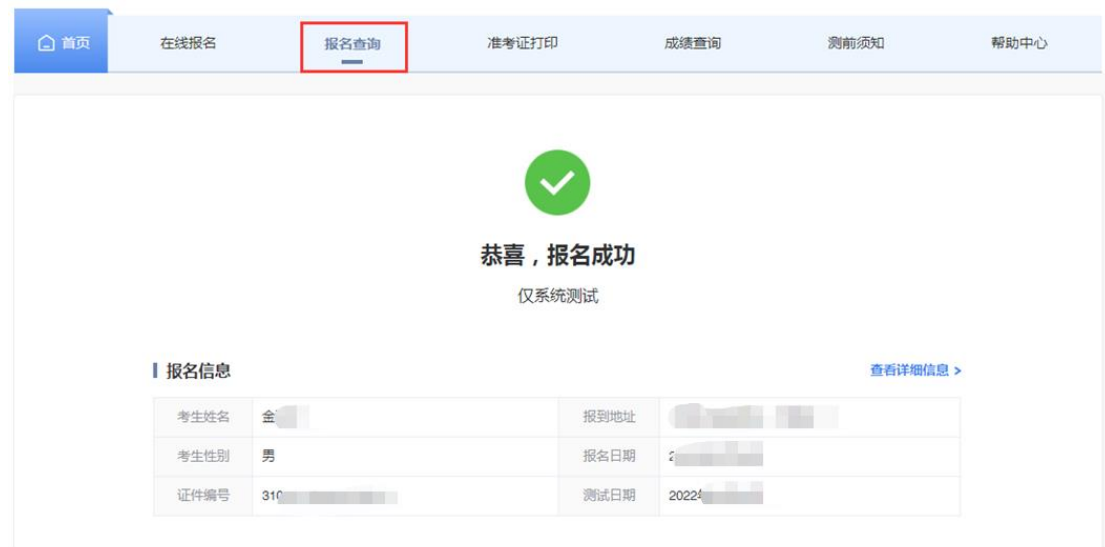 首页 在线报名 报名查询 准考证打印 成绩查询 测前须知 帮助中心
恭喜，报名成功
仅系统测试
报名信息 查看详细信息 >
考生姓名 金 报到地址
考生性别 男 报名日期 2
证件编号 310 测试日期 2022